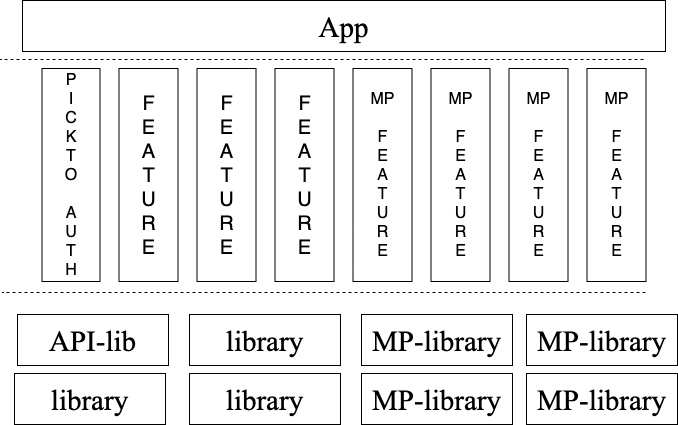 App
PICKTO AUTH
FEATURE
FEATURE
FEATURE
MP FEATURE
MP FEATURE
MP FEATURE
MP FEATURE
API-lib
library
MP-library
MP-library
library
library
MP-library
MP-library